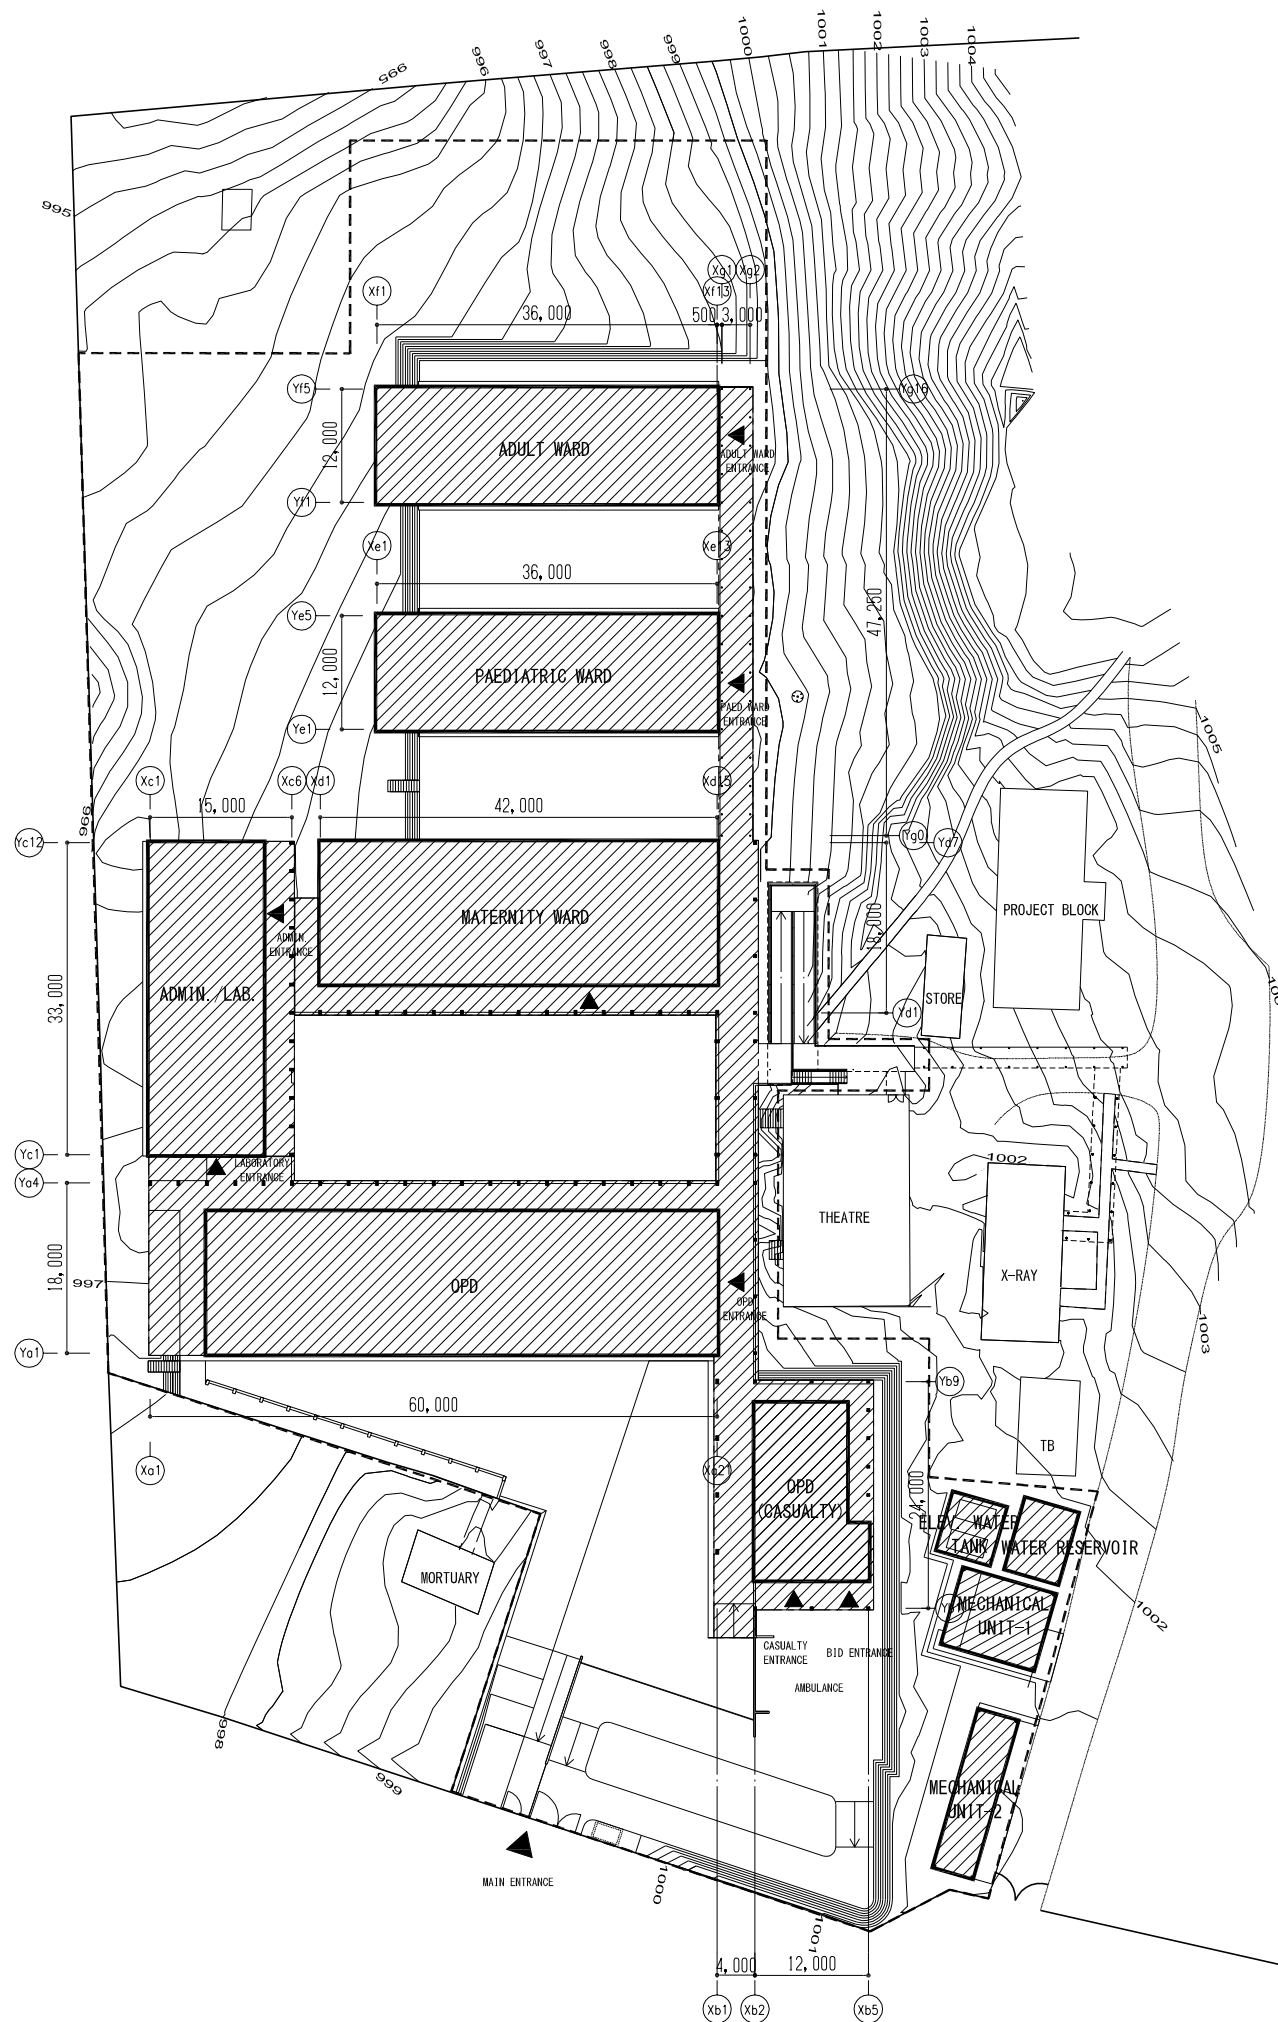 1000
1001
1002
1003
1004
999
998
997
996
995
995
Xg1
Xg2
Xf1
Xf13
36,000
500
3,000
Yf5
Yg16
12,000
ADULT WARD
ADULT WARD
ENTRANCE
Yf1
Xe1
Xe13
36,000
47,250
Ye5
12,000
PAEDIATRIC WARD
PAED.WARD
ENTRANCE
Ye1
1005
Xc1
Xc6
Xd1
Xd15
15,000
42,000
996
Yc12
Yg0
Yd7
PROJECT BLOCK
MATERNITY WARD
18,000
ADMIN.
ENTRANCE
33,000
ADMIN./LAB.
STORE
Yd1
Yc1
LABORATORY
ENTRANCE
1002
Ya4
THEATRE
18,000
997
OPD
X-RAY
OPD
ENTRANCE
1003
Ya1
Yb9
60,000
TB
Xa1
Xa21
OPD
(CASUALTY)
24,000
ELEV. WATER
TANK
WATER RESERVOIR
MORTUARY
MECHANICAL
UNIT-1
1002
CASUALTY
ENTRANCE
BID ENTRANCE
AMBULANCE
998
999
MECHANICAL
UNIT-2
MAIN ENTRANCE
1000
1001
4,000
12,000
Xb1
Xb2
Xb5